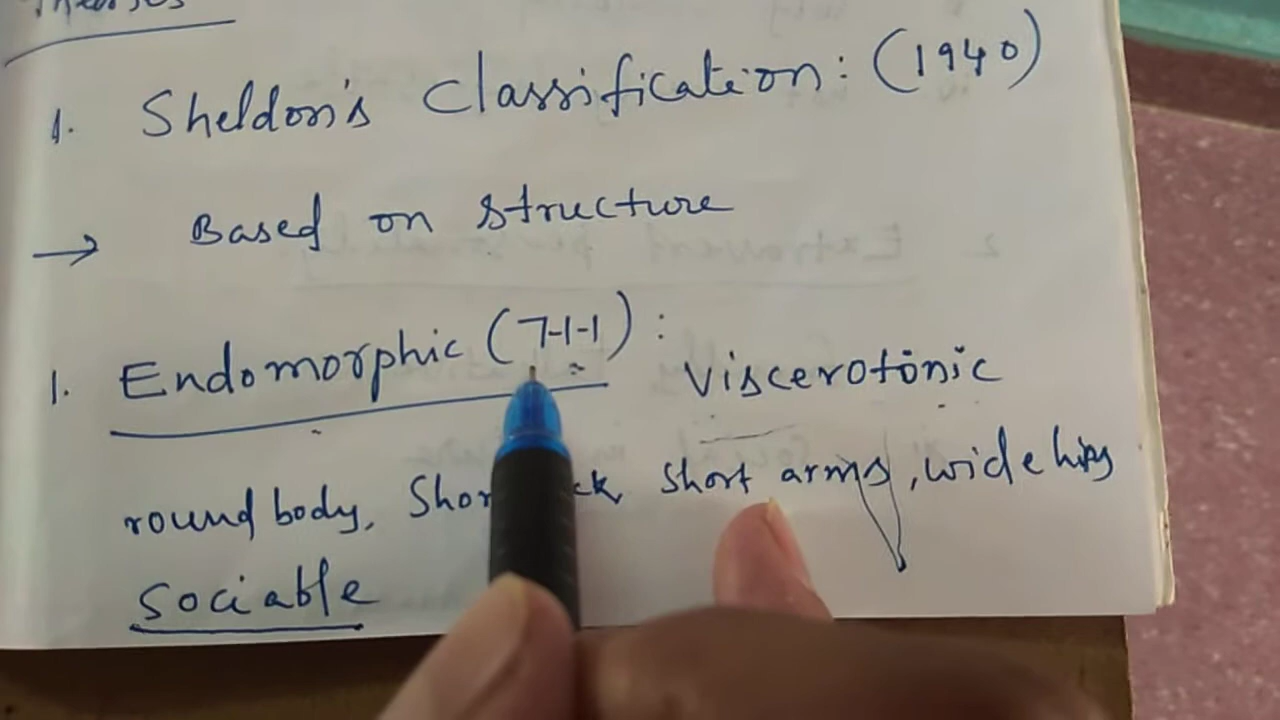 Theories
1. Sheldon's Classification: (1940)
→ Based on structure
1. Endomorphic (7-1-1) : Viscerotonic
round body, short arms, wide hips
Sociable